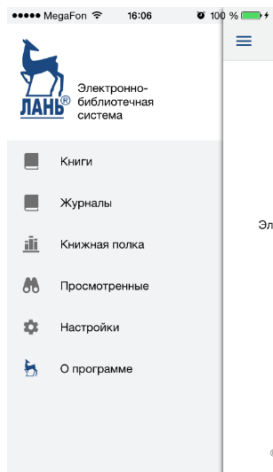 MegaFon 16:06 100 %
Электронно-
ЛАНЬ® библиотечная
система
Книги
Журналы
Книжная полка
Эл
Просмотренные
Настройки
О программе
©